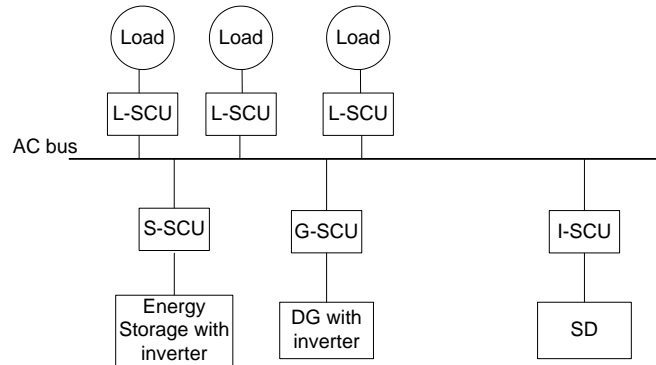 Load
Load
Load
L-SCU
L-SCU
L-SCU
AC bus
S-SCU
G-SCU
I-SCU
Energy
Storage with
inverter
DG with
inverter
SD